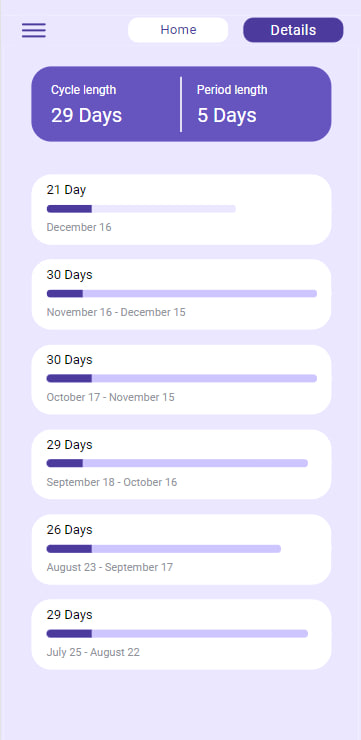 Home
Details
Cycle length
Period length
29 Days
5 Days
21 Day
December 16
30 Days
November 16 - December 15
30 Days
October 17 - November 15
29 Days
September 18 - October 16
26 Days
August 23 - September 17
29 Days
July 25 - August 22